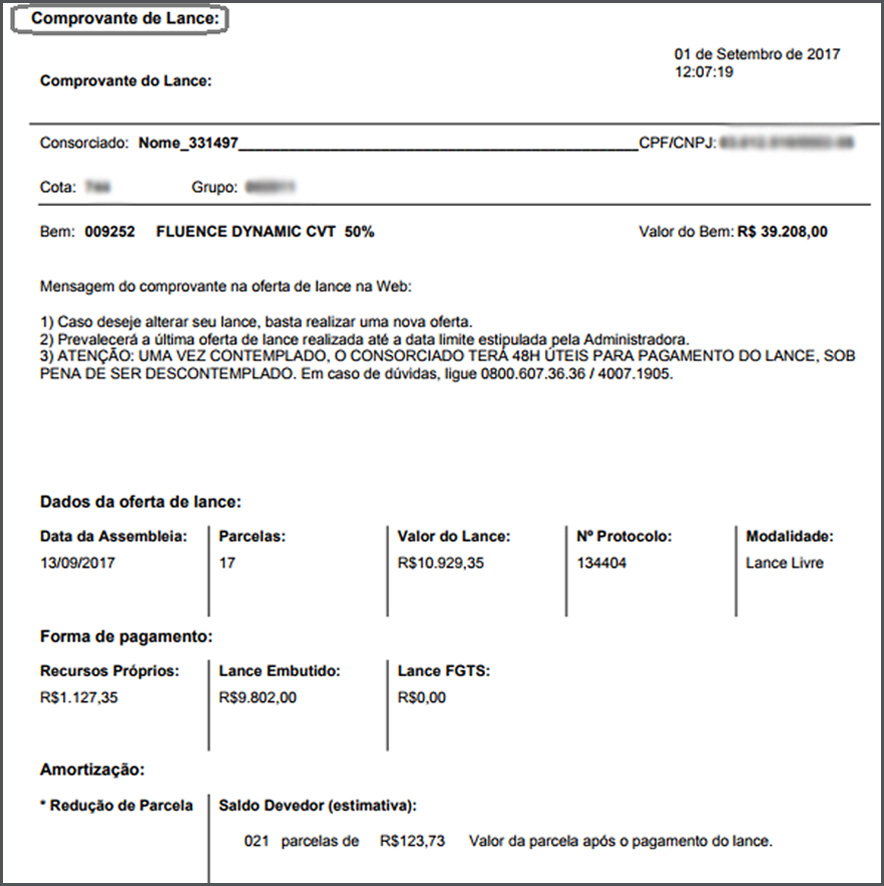 Comprovante de Lance:
01 de Setembro de 2017
12:07:19
Comprovante do Lance:
Consorciado: Nome_331497 CPF/CNPJ:
Cota: Grupo:
Bem: 009252 FLUENCE DYNAMIC CVT 50% Valor do Bem: R$ 39.208,00
Mensagem do comprovante na oferta de lance na Web:
1) Caso deseje alterar seu lance, basta realizar uma nova oferta.
2) Prevalecerá a última oferta de lance realizada até a data limite estipulada pela Administradora.
3) ATENÇÃO: UMA VEZ CONTEMPLADO, O CONSORCIADO TERÁ 48H ÚTEIS PARA PAGAMENTO DO LANCE, SOB
PENA DE SER DESCONTEMPLADO. Em caso de dúvidas, ligue 0800.607.36.36 / 4007.1905.
Dados da oferta de lance:
Data da Assembleia: Parcelas: Valor do Lance: Nº Protocolo: Modalidade:
13/09/2017 17 R$10.929,35 134404 Lance Livre
Forma de pagamento:
Recursos Próprios: Lance Embutido: Lance FGTS:
R$1.127,35 R$9.802,00 R$0,00
Amortização:
* Redução de Parcela Saldo Devedor (estimativa):
021 parcelas de R$123,73 Valor da parcela após o pagamento do lance.